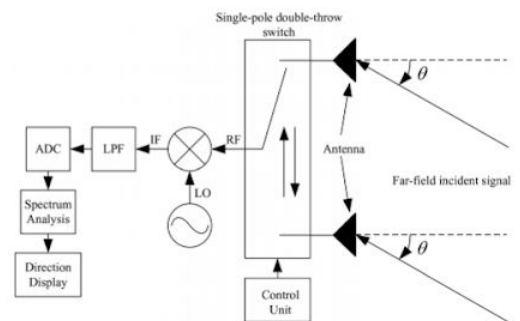 Single-pole double-throw
switch
θ
ADC
LPF
IF
RF
LO
Antenna
Far-field incident signal
Spectrum
Analysis
θ
Direction
Display
Control
Unit